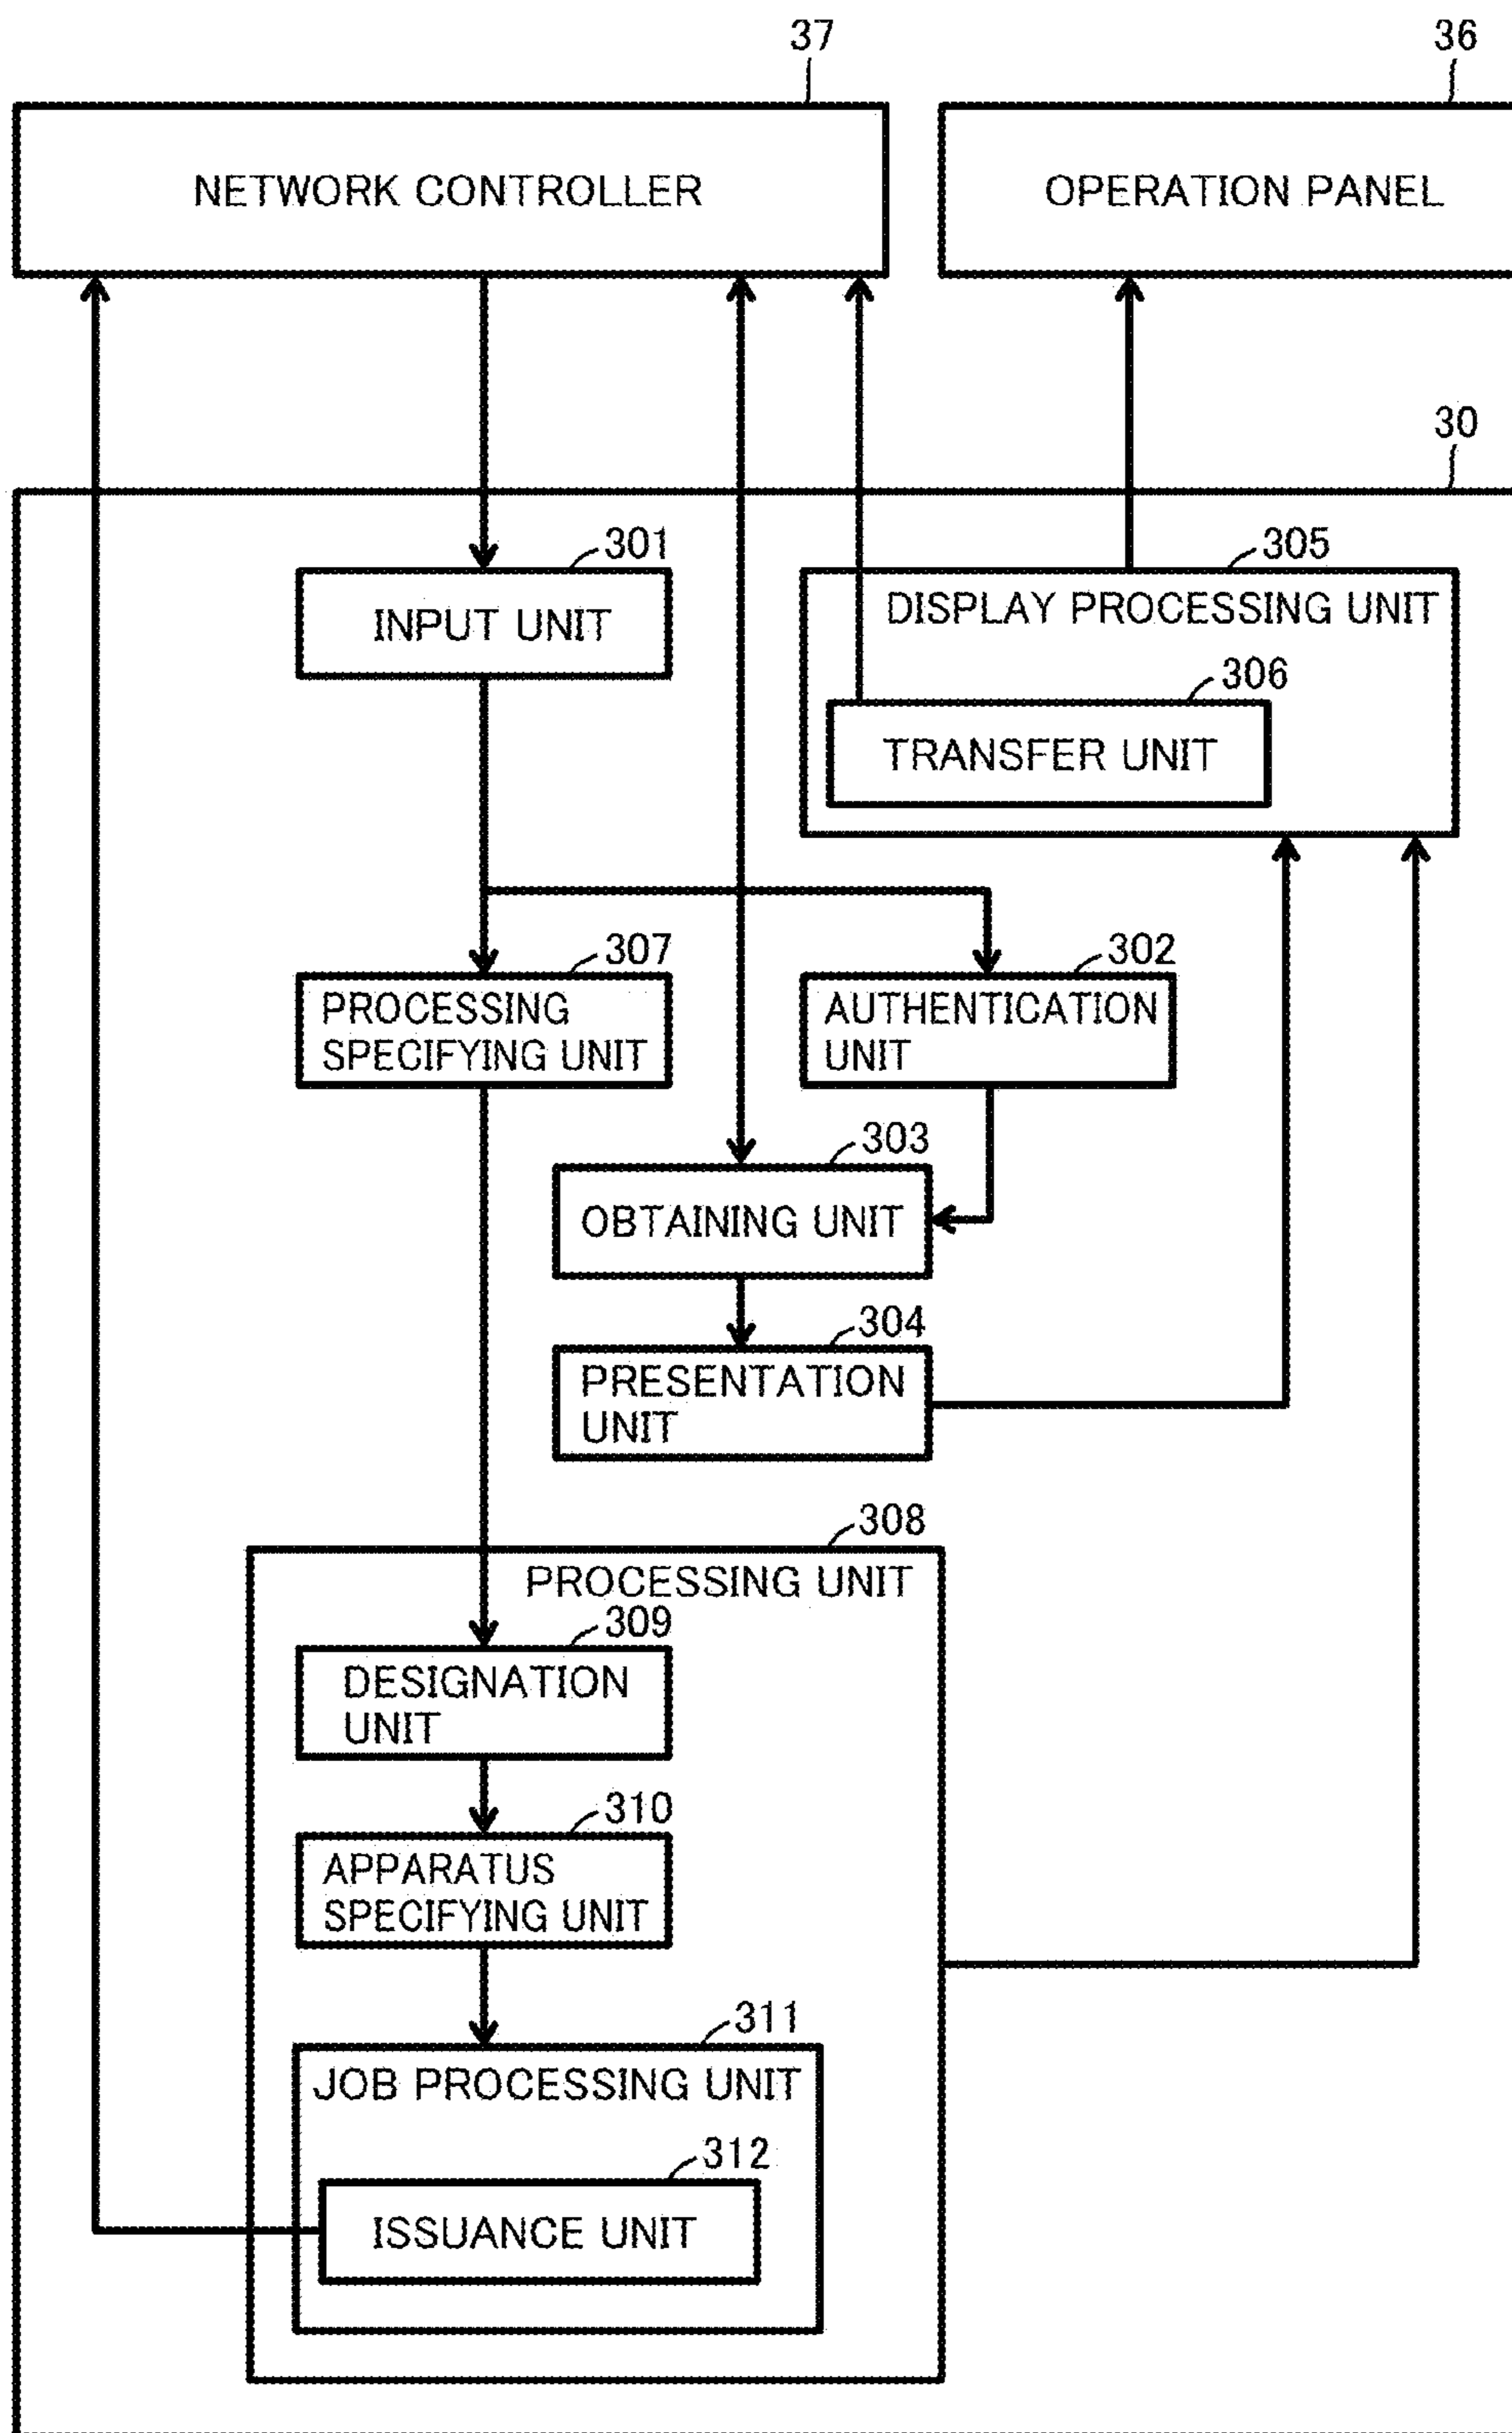 37
36
NETWORK CONTROLLER
OPERATION PANEL
30
301
305
INPUT UNIT
DISPLAY PROCESSING UNIT
306
TRANSFER UNIT
307
302
PROCESSING
SPECIFYING UNIT
AUTHENTICATION
UNIT
303
OBTAINING UNIT
304
PRESENTATION
UNIT
308
PROCESSING UNIT
309
DESIGNATION
UNIT
310
APPARATUS
SPECIFYING UNIT
311
JOB PROCESSING UNIT
312
ISSUANCE UNIT